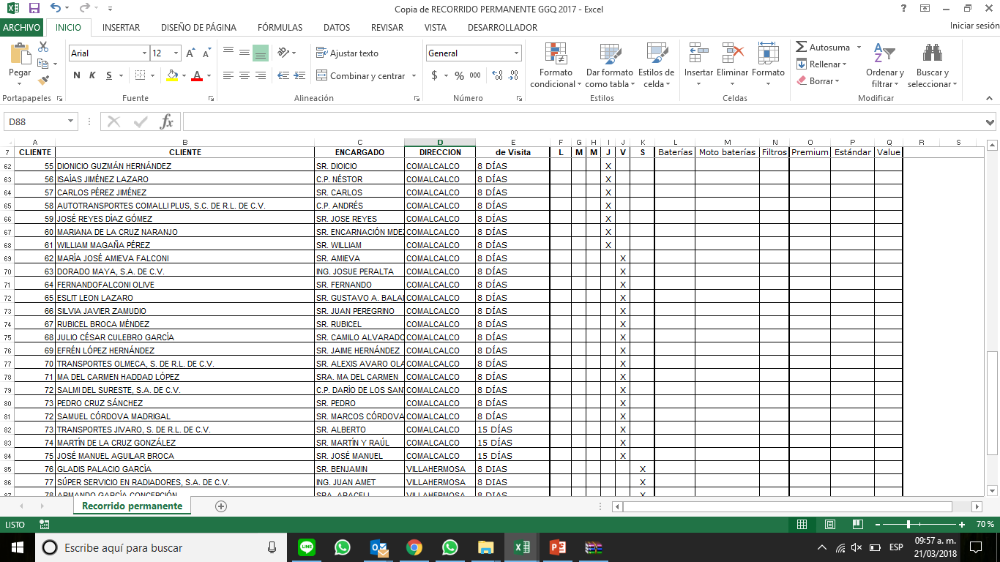 Copia de RECORRIDO PERMANENTE GGQ 2017 - Excel
?
ARCHIVO INICIO INSERTAR DISEÑO DE PÁGINA FÓRMULAS DATOS REVISAR VISTA DESARROLLADOR Iniciar sesión
Pegar
Arial 12 A A
N K S A
Ajustar texto
Combinar y centrar
General
$ % 000
Formato condicional
Dar formato como tabla
Estilos de celda
Insertar Eliminar Formato
Autosuma
Rellenar
Borrar
Ordenar y filtrar
Buscar y seleccionar
Portapapeles Fuente Alineación Número Estilos Celdas Modificar
D88 fx
A B C D E F G H I J K L M N O P Q R S
7 CLIENTE CLIENTE ENCARGADO DIRECCION de Visita L M M J V S Baterías Moto baterías Filtros Premium Estándar Value
62 55 DIONICIO GUZMÁN HERNÁNDEZ SR. DIOICIO COMALCALCO 8 DÍAS X
63 56 ISAÍAS JIMÉNEZ LAZARO C.P. NÉSTOR COMALCALCO 8 DÍAS X
64 57 CARLOS PÉREZ JIMÉNEZ SR. CARLOS COMALCALCO 8 DÍAS X
65 58 AUTOTRANSPORTES COMALLI PLUS, S.C. DE R.L. DE C.V. C.P. ANDRÉS COMALCALCO 8 DÍAS X
66 59 JOSÉ REYES DÍAZ GÓMEZ SR. JOSE REYES COMALCALCO 8 DÍAS X
67 60 MARIANA DE LA CRUZ NARANJO SR. ENCARNACIÓN MDEZ COMALCALCO 8 DÍAS X
68 61 WILLIAM MAGAÑA PÉREZ SR. WILLIAM COMALCALCO 8 DÍAS X
69 62 MARÍA JOSÉ AMIEVA FALCONI SR. AMIEVA COMALCALCO 8 DÍAS X
70 63 DORADO MAYA, S.A. DE C.V. ING. JOSUE PERALTA COMALCALCO 8 DÍAS X
71 64 FERNANDOFALCONI OLIVE SR. FERNANDO COMALCALCO 8 DÍAS X
72 65 ESLIT LEON LAZARO SR. GUSTAVO A. BALAN COMALCALCO 8 DÍAS X
73 66 SILVIA JAVIER ZAMUDIO SR. JUAN PEREGRINO COMALCALCO 8 DÍAS X
74 67 RUBICEL BROCA MÉNDEZ SR. RUBICEL COMALCALCO 8 DÍAS X
75 68 JULIO CÉSAR CULEBRO GARCÍA SR. CAMILO ALVARADO COMALCALCO 8 DÍAS X
76 69 EFRÉN LÓPEZ HERNÁNDEZ SR. JAIME HERNÁNDEZ COMALCALCO 8 DÍAS X
77 70 TRANSPORTES OLMECA, S. DE R.L. DE C.V. SR. ALEXIS AVARO OLA COMALCALCO 8 DÍAS X
78 71 MA DEL CARMEN HADDAD LÓPEZ SRA. MA DEL CARMEN COMALCALCO 8 DÍAS X
79 72 SALMI DEL SURESTE, S.A. DE C.V. C.P. DARÍO DE LOS SAN COMALCALCO 8 DÍAS X
80 73 PEDRO CRUZ SÁNCHEZ SR. PEDRO COMALCALCO 8 DÍAS X
81 72 SAMUEL CÓRDOVA MADRIGAL SR. MARCOS CÓRDOVA COMALCALCO 8 DÍAS X
82 73 TRANSPORTES JIVARO, S. DE R.L. DE C.V. SR. ALBERTO COMALCALCO 15 DÍAS X
83 74 MARTÍN DE LA CRUZ GONZÁLEZ SR. MARTÍN Y RAÚL COMALCALCO 15 DÍAS X
84 75 JOSÉ MANUEL AGUILAR BROCA SR. JOSÉ MANUEL COMALCALCO 15 DÍAS X
85 76 GLADIS PALACIO GARCÍA SR. BENJAMIN VILLAHERMOSA 8 DIAS X
86 77 SÚPER SERVICIO EN RADIADORES, S.A. DE C.V. ING. JUAN AMET VILLAHERMOSA 8 DIAS X
87 78 ARMANDO GARCÍA CONCEPCIÓN SRA. ARACELI VILLAHERMOSA 8 DIAS X
Recorrido permanente
LISTO 70 %
Escribe aquí para buscar
ESP
09:57 a. m.
21/03/2018